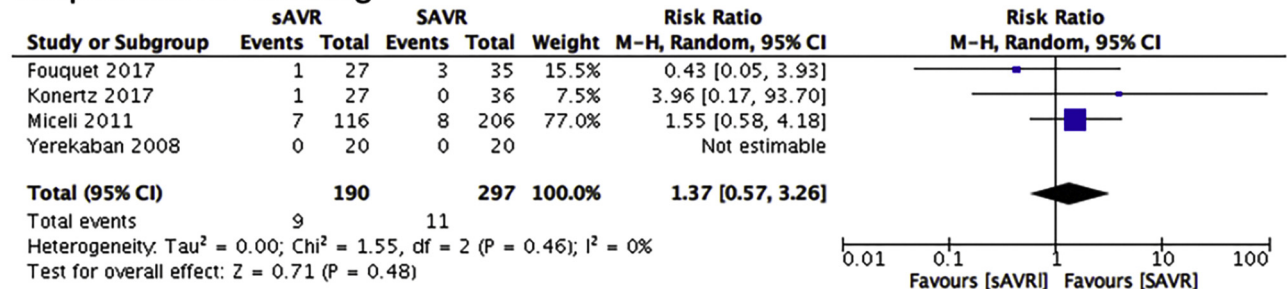 sAVR SAVR Risk Ratio Risk Ratio
Study or Subgroup Events Total Events Total Weight M-H, Random, 95% CI M-H, Random, 95% CI
Fouquet 2017 1 27 3 35 15.5% 0.43 [0.05, 3.93]
Konertz 2017 1 27 0 36 7.5% 3.96 [0.17, 93.70]
Miceli 2011 7 116 8 206 77.0% 1.55 [0.58, 4.18]
Yerekaban 2008 0 20 0 20 Not estimable
Total (95% CI) 190 297 100.0% 1.37 [0.57, 3.26]
Total events 9 11
Heterogeneity: Tau² = 0.00; Chi² = 1.55, df = 2 (P = 0.46); I² = 0%
Test for overall effect: Z = 0.71 (P = 0.48)
0.01 0.1 1 10 100
Favours [sAVRl] Favours [SAVR]